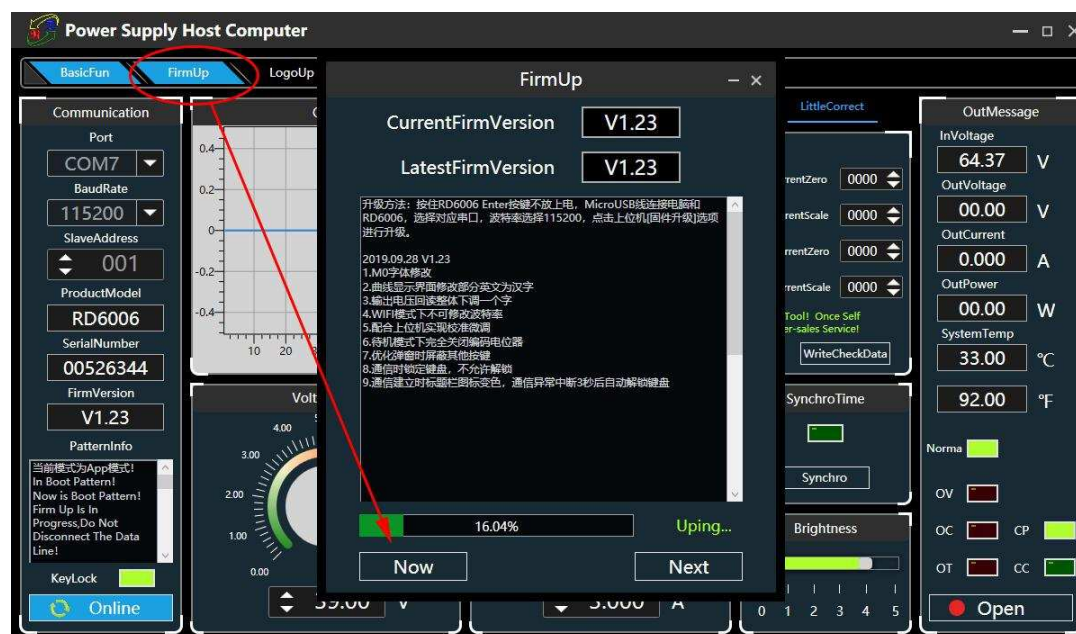 Power Supply Host Computer
BasicFun
FirmUp
LogoUp
Communication
Port
COM7
BaudRate
115200
SlaveAddress
001
ProductModel
RD6006
SerialNumber
00526344
FirmVersion
V1.23
PatternInfo
当前模式为App模式!
In Boot Pattern!
Now is Boot Pattern!
Firm Up Is In
Progress,Do Not
Disconnect The Data
Line!
KeyLock
Online
0.4
0.2
0
-0.2
-0.4
10 20
Volt
4.00
3.00
2.00
1.00
0.00
V
A
FirmUp
CurrentFirmVersion V1.23
LatestFirmVersion V1.23
升级方法：按住RD6006 Enter按键不放上电，MicroUSB线连接电脑和
RD6006，选择对应串口，波特率选择115200，点击上位机[固件升级]选项
进行升级。
2019.09.28 V1.23
1.M0字体修改
2.曲线显示界面修改部分英文为汉字
3.输出电压回读整体下调一个字
4.WIFI模式下不可修改波特率
5.配合上位机实现校准微调
6.待机模式下完全关闭编码电位器
7.优化弹窗时屏蔽其他按键
8.通信时锁定键盘，不允许解锁
9.通信建立时标题栏图标变色，通信异常中断3秒后自动解锁键盘
16.04%
Uping...
Now
Next
LittleCorrect
rrentZero 0000
rrentScale 0000
rrentZero 0000
rrentScale 0000
Tool! Once Self
er-sales Service!
WriteCheckData
SynchroTime
Synchro
Brightness
0 1 2 3 4 5
OutMessage
InVoltage
64.37 V
OutVoltage
00.00 V
OutCurrent
0.000 A
OutPower
00.00 W
SystemTemp
33.00 ℃
92.00 ℉
Norma
OV
OC CP
OT CC
Open